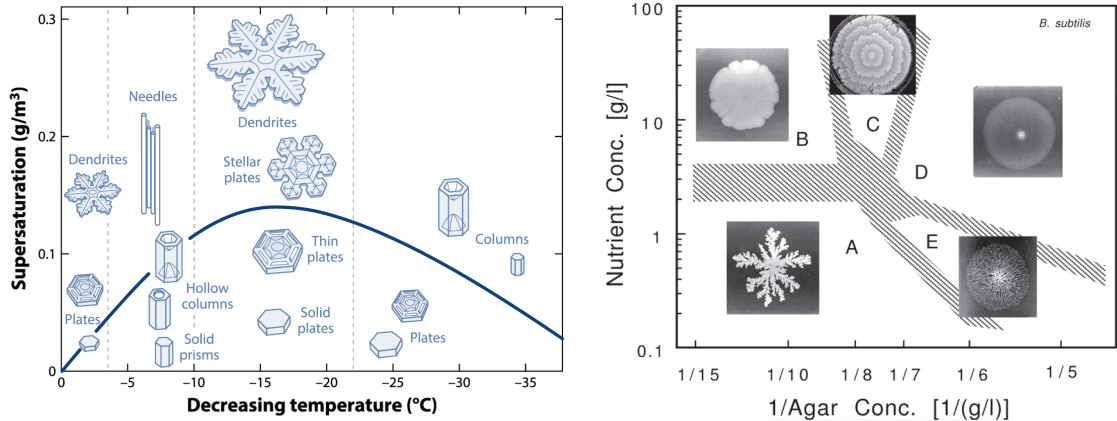 Supersaturation (g/m³)
0.3
0.2
0.1
0
0
–5
–10
–15
–20
–25
–30
–35
Decreasing temperature (°C)
Dendrites
Needles
Dendrites
Stellar
plates
Thin
plates
Columns
Plates
Hollow
columns
Solid
prisms
Solid
plates
Plates
Nutrient Conc. [g/l]
100
10
1
0.1
B. subtilis
B
C
D
A
E
1/15
1/10
1/8
1/7
1/6
1/5
1/Agar Conc. [1/(g/l)]